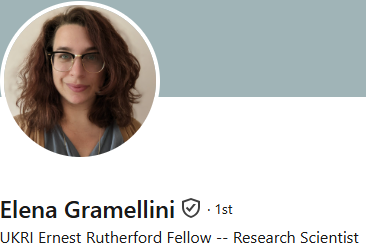 Elena Gramellini · 1st
UKRI Ernest Rutherford Fellow -- Research Scientist